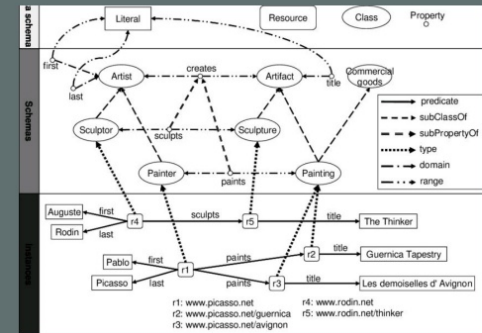 a schema
Literal
Resource
Class
Property
first
last
creates
title
Schemas
Artist
Artifact
Commercial
goods
Sculptor
sculpts
Sculpture
Painter
paints
Painting
predicate
subClassOf
subPropertyOf
type
domain
range
Instances
Auguste
first
r4
sculpts
r5
title
The Thinker
Rodin
last
Pablo
first
r1
paints
r2
title
Guernica Tapestry
Picasso
last
paints
r3
title
Les demoiselles d' Avignon
r1: www.picasso.net
r4: www.rodin.net
r2: www.picasso.net/guernica
r5: www.rodin.net/thinker
r3: www.picasso.net/avignon